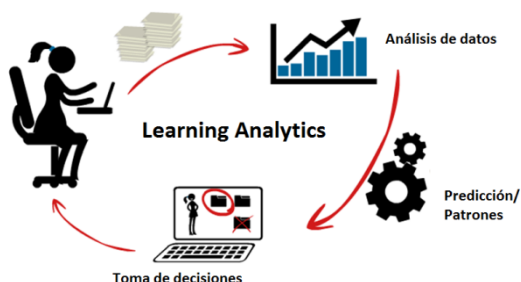 Análisis de datos
Learning Analytics
Predicción/
Patrones
Toma de decisiones